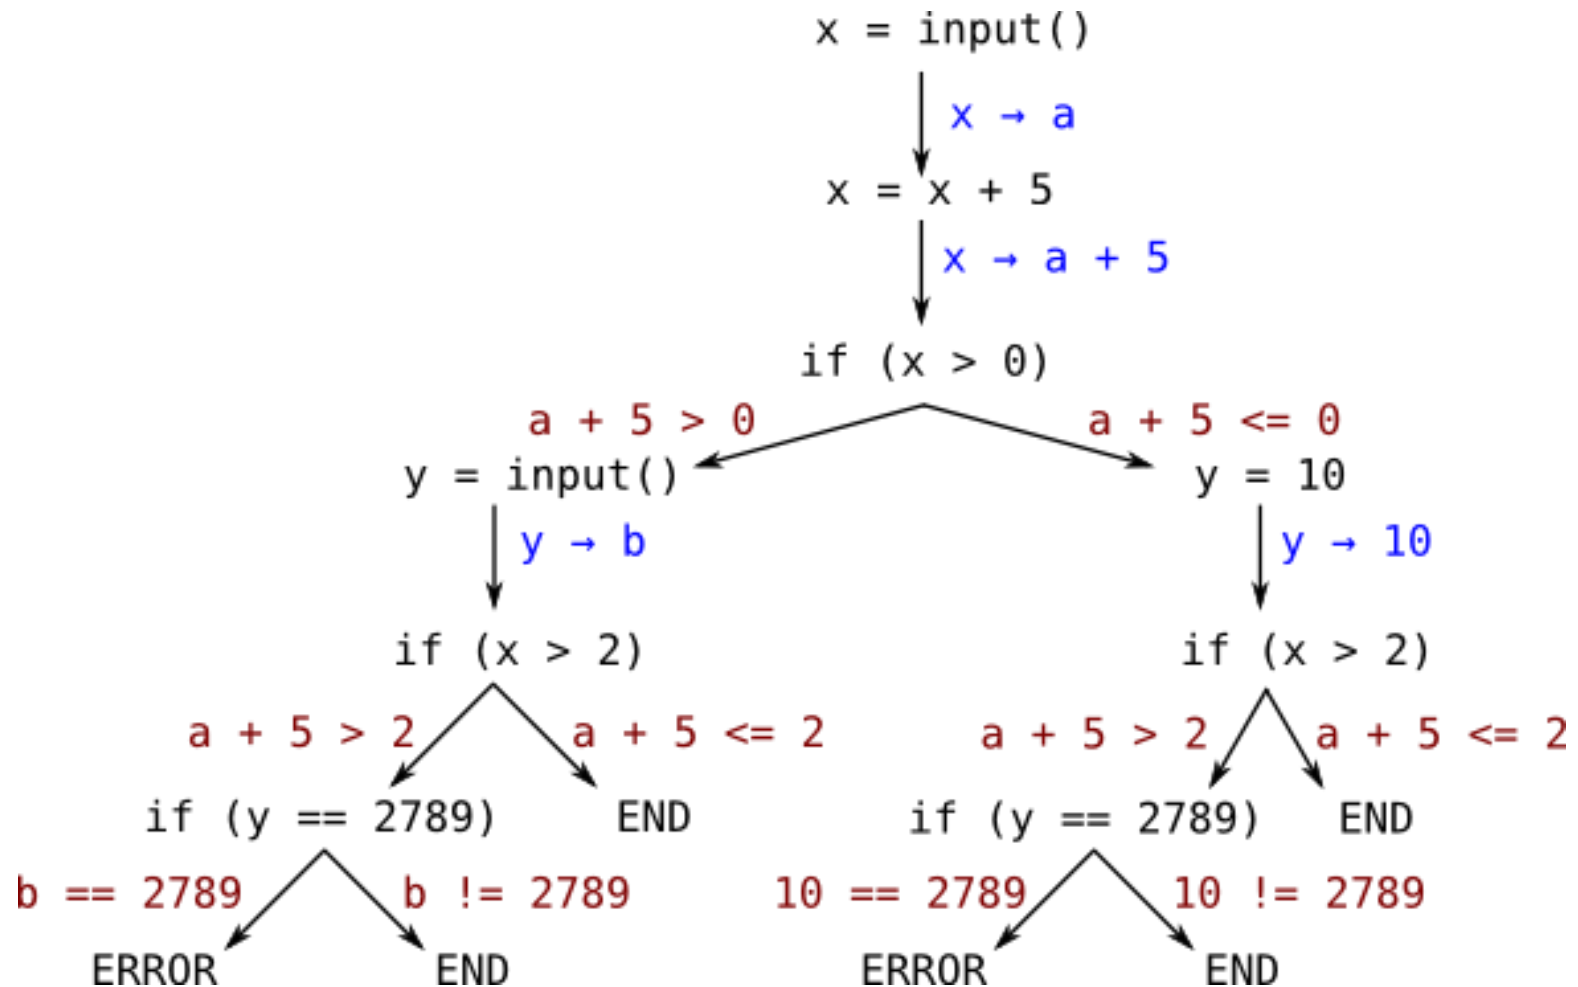 x = input()
x → a
x = x + 5
x → a + 5
if (x > 0)
a + 5 > 0
a + 5 <= 0
y = input()
y = 10
y → b
y → 10
if (x > 2)
if (x > 2)
a + 5 > 2
a + 5 <= 2
a + 5 > 2
a + 5 <= 2
if (y == 2789)
END
if (y == 2789)
END
b == 2789
b != 2789
10 == 2789
10 != 2789
ERROR
END
ERROR
END